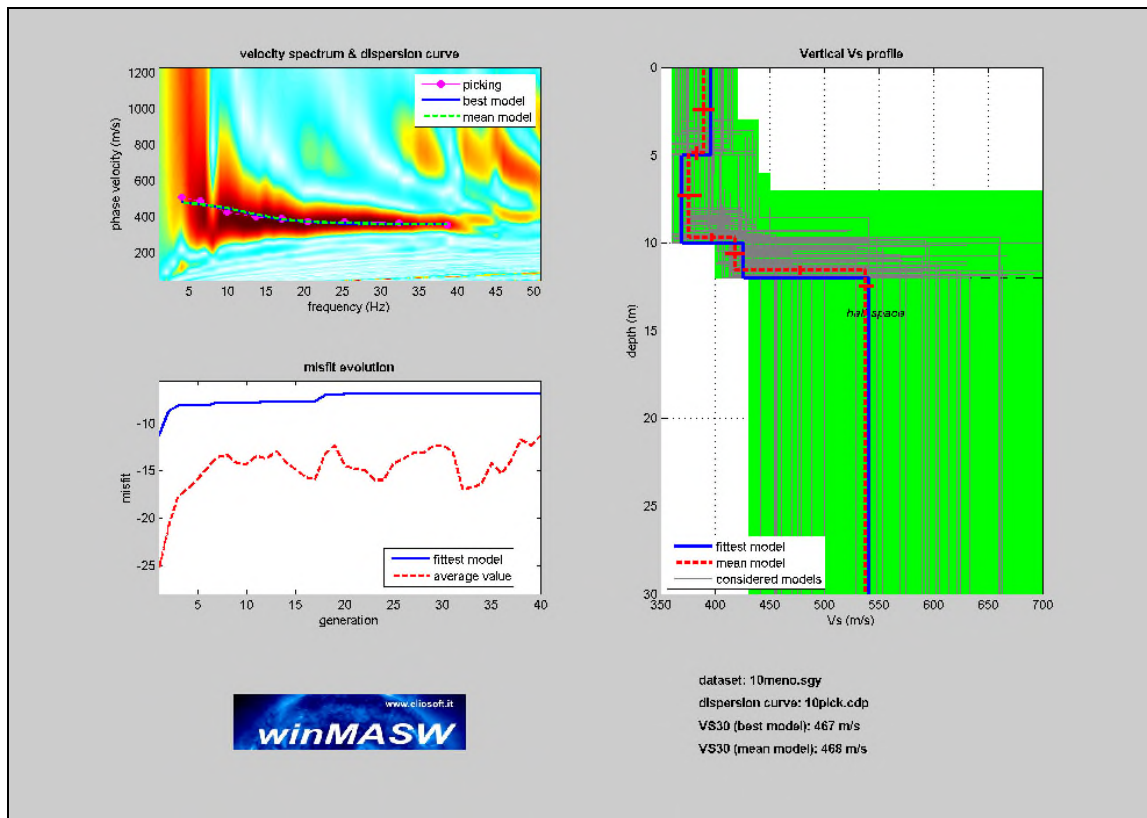 velocity spectrum & dispersion curve
1200
1000
800
600
400
200
phase velocity (m/s)
picking
best model
mean model
5 10 15 20 25 30 35 40 45 50
frequency (Hz)
misfit evolution
-10
-15
-20
-25
misfit
fittest model
average value
5 10 15 20 25 30 35 40
generation
Vertical Vs profile
0
5
10
15
20
25
30
depth (m)
half-space
fittest model
mean model
considered models
350 400 450 500 550 600 650 700
Vs (m/s)
www.eliosoft.it
winMASW
dataset: 10meno.sgy
dispersion curve: 10pick.cdp
VS30 (best model): 467 m/s
VS30 (mean model): 468 m/s